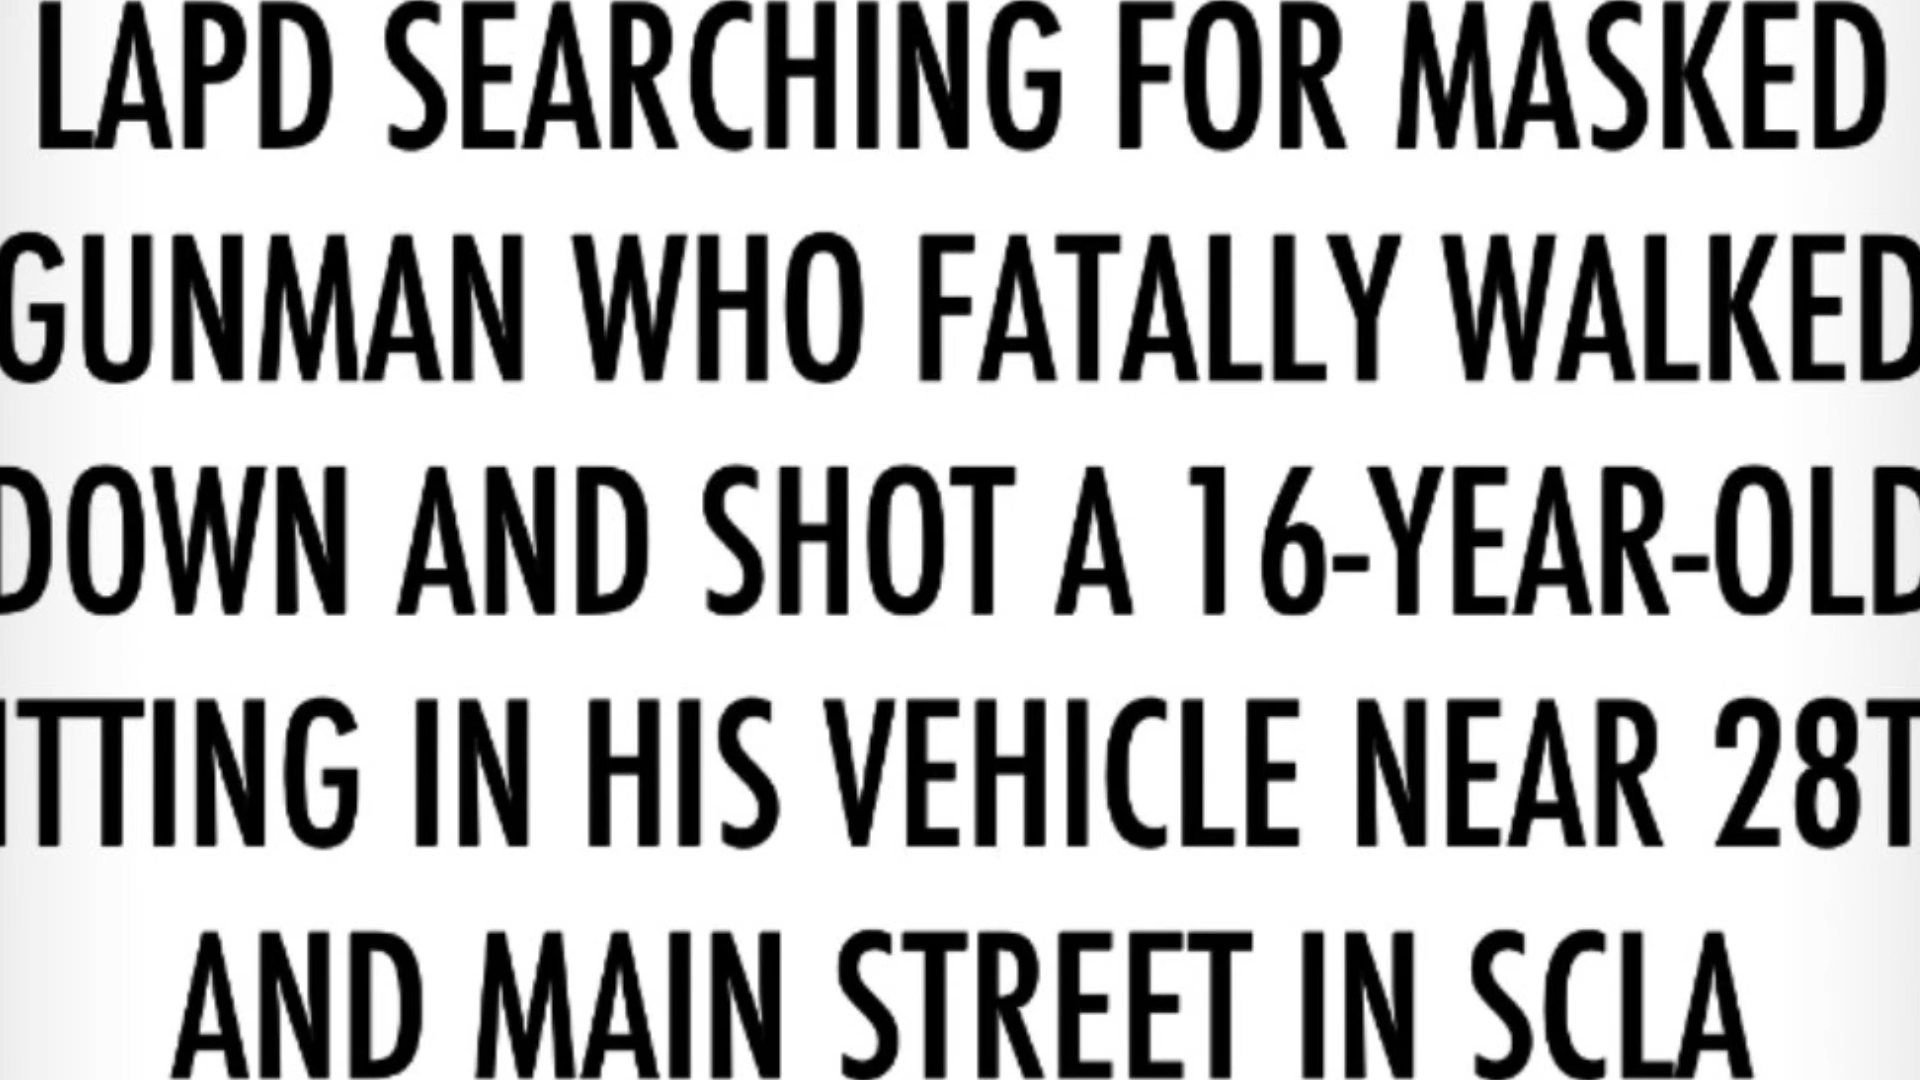 LAPD SEARCHING FOR MASKED
GUNMAN WHO FATALLY WALKED
DOWN AND SHOT A 16-YEAR-OLD
ITTING IN HIS VEHICLE NEAR 28T
AND MAIN STREET IN SCLA